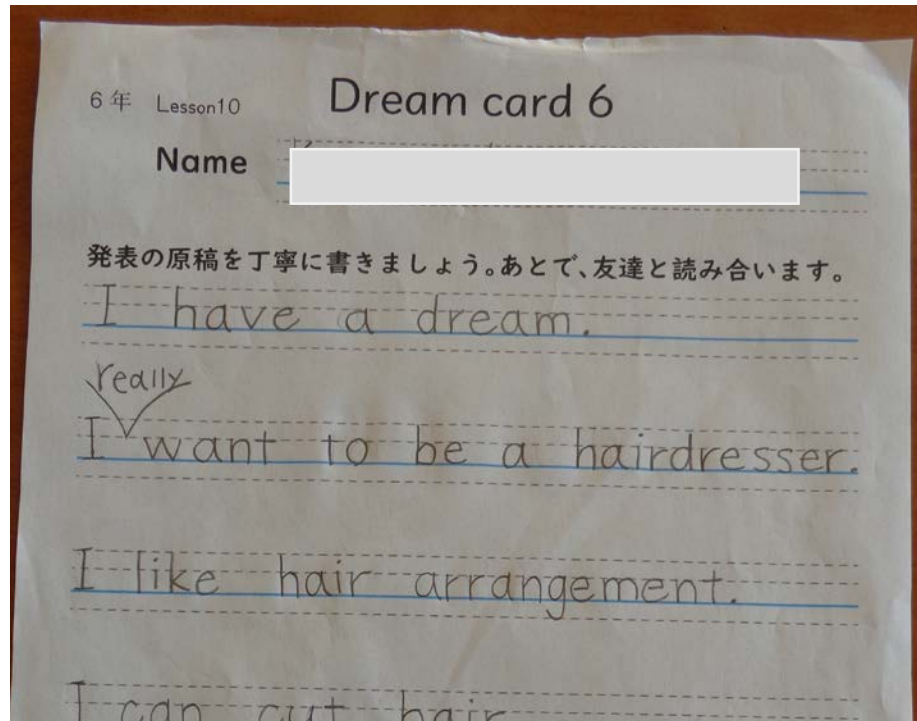 6年 Lesson10 Dream card 6
Name
発表の原稿を丁寧に書きましょう。あとで、友達と読み合います。
I have a dream.
really
I want to be a hairdresser.
I like hair arrangement.
I can cut hair